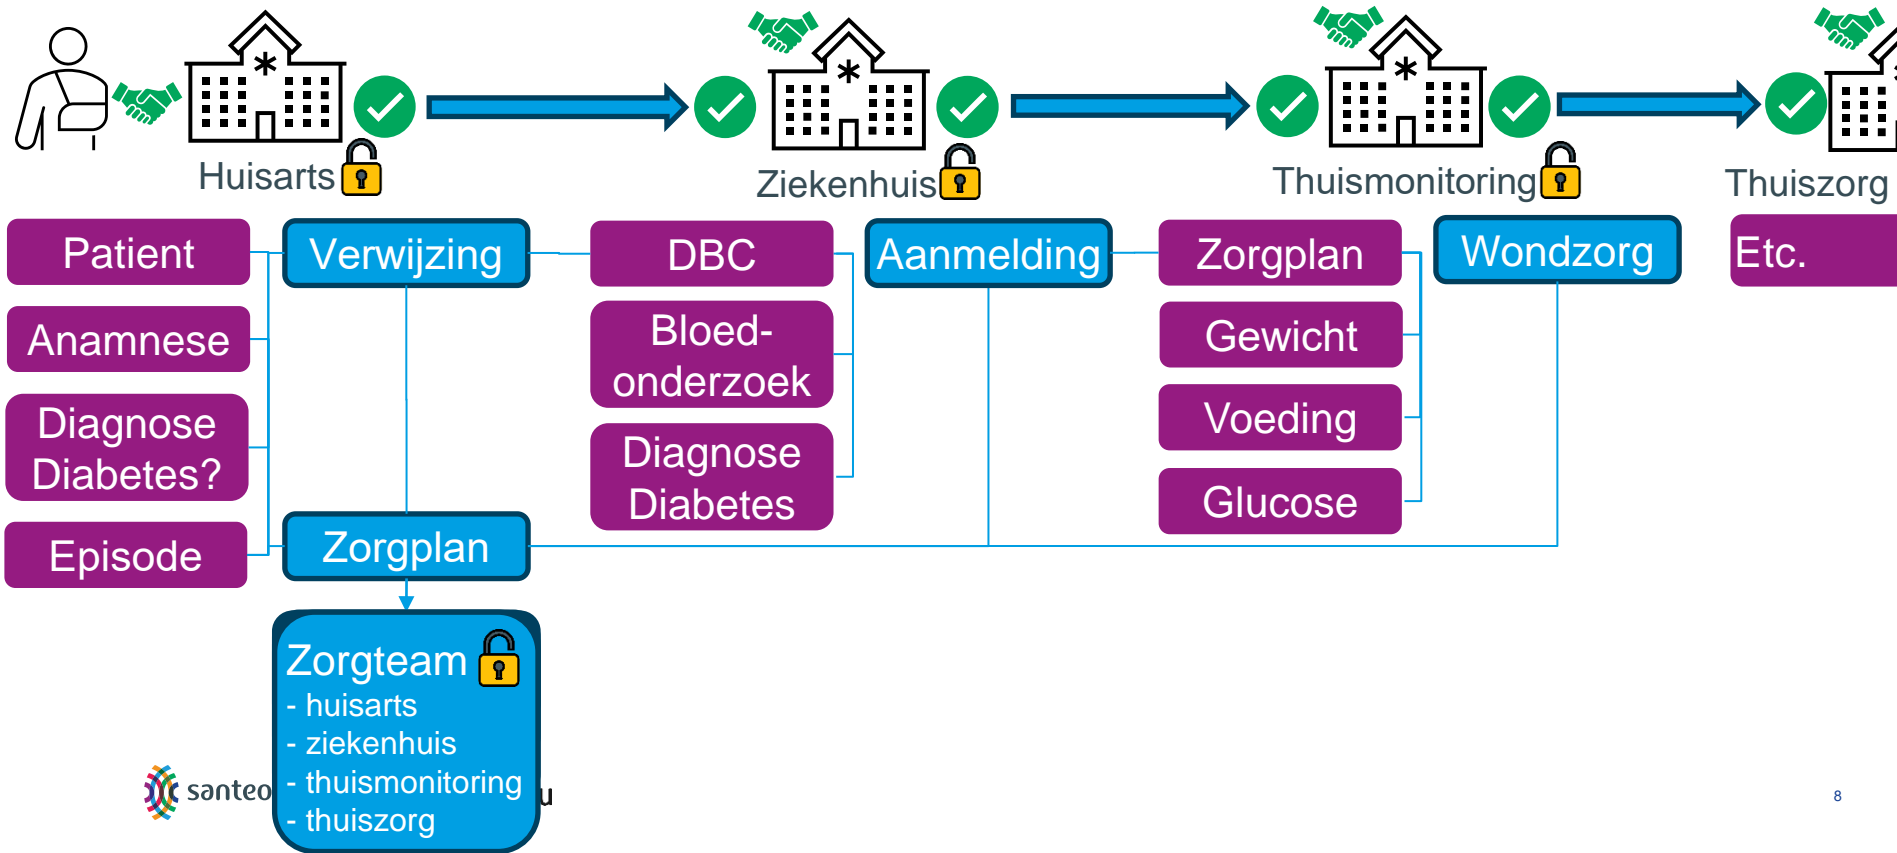 Huisarts
Ziekenhuis
Thuismonitoring
Thuiszorg
Patient
Verwijzing
DBC
Aanmelding
Zorgplan
Wondzorg
Etc.
Anamnese
Bloed-
onderzoek
Gewicht
Diagnose
Diabetes?
Diagnose
Diabetes
Voeding
Glucose
Episode
Zorgplan
Zorgteam
- huisarts
- ziekenhuis
- thuismonitoring
- thuiszorg
santeo
u
8